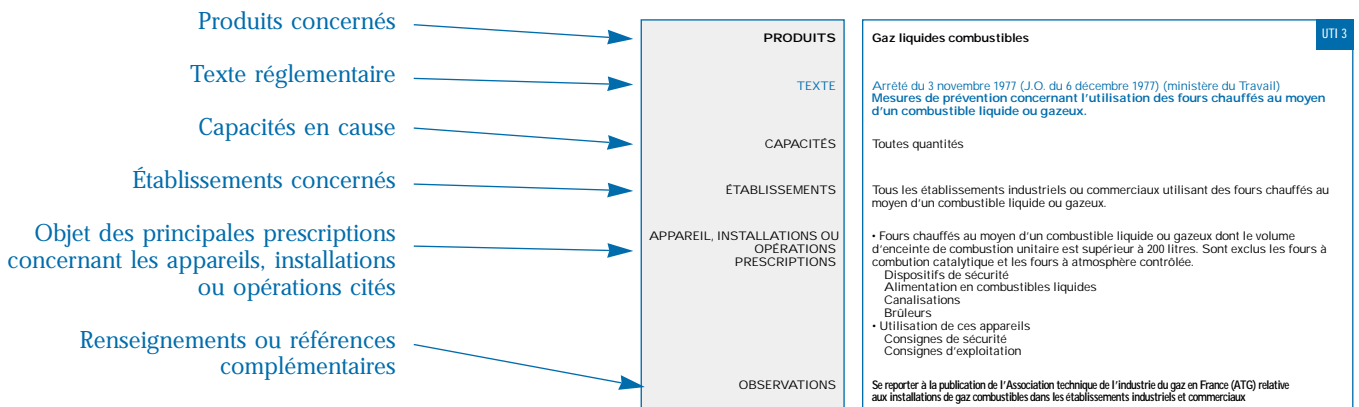 Produits concernés
Texte réglementaire
Capacités en cause
Établissements concernés
Objet des principales prescriptions
concernant les appareils, installations
ou opérations cités
Renseignements ou références
complémentaires
PRODUITS
TEXTE
CAPACITÉS
ÉTABLISSEMENTS
APPAREIL, INSTALLATIONS OU
OPÉRATIONS
PRESCRIPTIONS
OBSERVATIONS
Gaz liquides combustibles
UTI 3
Arrêté du 3 novembre 1977 (J.O. du 6 décembre 1977) (ministère du Travail)
Mesures de prévention concernant l'utilisation des fours chauffés au moyen
d'un combustible liquide ou gazeux.
Toutes quantités
Tous les établissements industriels ou commerciaux utilisant des fours chauffés au
moyen d'un combustible liquide ou gazeux.
• Fours chauffés au moyen d'un combustible liquide ou gazeux dont le volume
d'enceinte de combustion unitaire est supérieur à 200 litres. Sont exclus les fours à
combution catalytique et les fours à atmosphère contrôlée.
Dispositifs de sécurité
Alimentation en combustibles liquides
Canalisations
Brûleurs
• Utilisation de ces appareils
Consignes de sécurité
Consignes d'exploitation
Se reporter à la publication de l'Association technique de l'industrie du gaz en France (ATG) relative
aux installations de gaz combustibles dans les établissements industriels et commerciaux